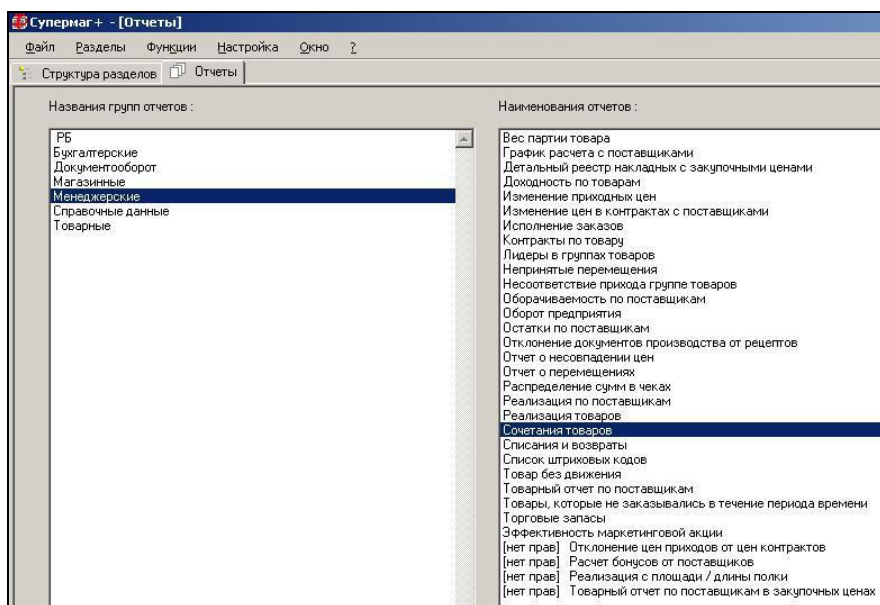 Супермаг+ - [Отчеты]
Файл Разделы Функции Настройка Окно ?
Структура разделов Отчеты
Названия групп отчетов :
РБ
Бухгалтерские
Документооборот
Магазинные
Менеджерские
Справочные данные
Товарные
Наименования отчетов :
Вес партии товара
График расчета с поставщиками
Детальный реестр накладных с закупочными ценами
Доходность по товарам
Изменение приходных цен
Изменение цен в контрактах с поставщиками
Исполнение заказов
Контракты по товару
Лидеры в группах товаров
Непринятые перемещения
Несоответствие прихода группе товаров
Оборачиваемость по поставщикам
Оборот предприятия
Остатки по поставщикам
Отклонение документов производства от рецептов
Отчет о несовпадении цен
Отчет о перемещениях
Распределение сумм в чеках
Реализация по поставщикам
Реализация товаров
Сочетания товаров
Списания и возвраты
Список штриховых кодов
Товар без движения
Товарный отчет по поставщикам
Товары, которые не заказывались в течение периода времени
Торговые запасы
Эффективность маркетинговой акции
[нет прав] Отклонение цен приходов от цен контрактов
[нет прав] Расчет бонусов от поставщиков
[нет прав] Реализация с площади / длины полки
[нет прав] Товарный отчет по поставщикам в закупочных ценах